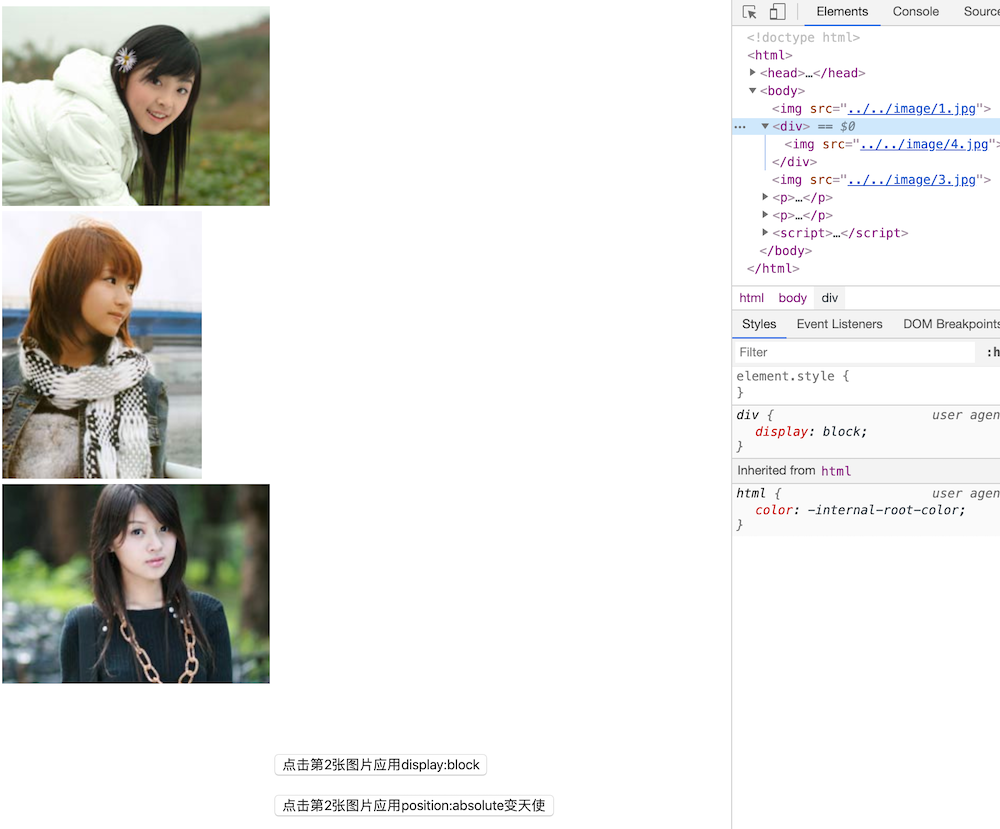 Elements Console Sourc
<!doctype html>
<html>
<head>…</head>
<body>
<img src="../../image/1.jpg">
… <div> == $0
<img src="../../image/4.jpg">
</div>
<img src="../../image/3.jpg">
<p>…</p>
<p>…</p>
<script>…</script>
</body>
</html>
html body div
Styles Event Listeners DOM Breakpoints
Filter :h
element.style {
}
div { user agen
display: block;
}
Inherited from html
html { user agen
color: -internal-root-color;
}
点击第2张图片应用display:block
点击第2张图片应用position:absolute变天使